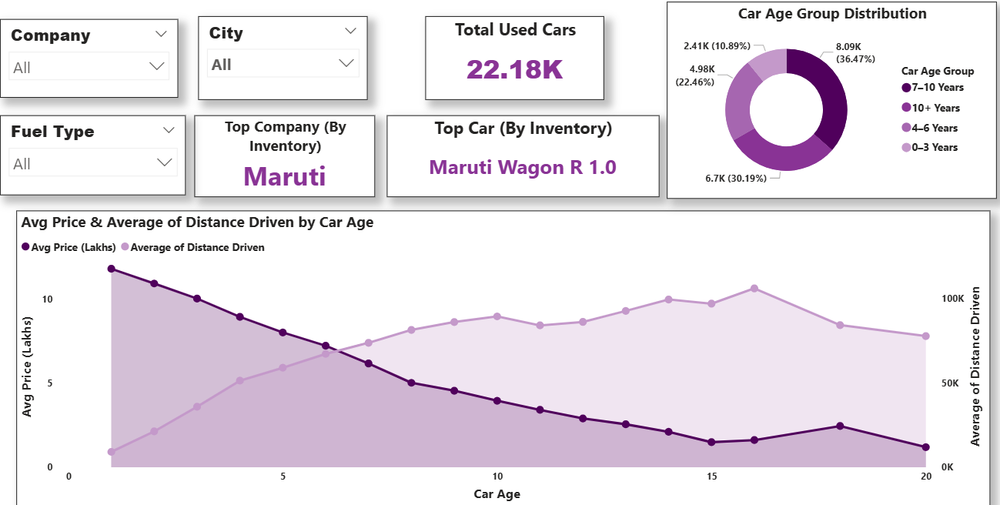 Company
All
City
All
Total Used Cars
22.18K
Fuel Type
All
Top Company (By
Inventory)
Maruti
Top Car (By Inventory)
Maruti Wagon R 1.0
Car Age Group Distribution
2.41K (10.89%)
8.09K
(36.47%)
4.98K
(22.46%)
6.7K (30.19%)
Car Age Group
7–10 Years
10+ Years
4–6 Years
0–3 Years
Avg Price & Average of Distance Driven by Car Age
Avg Price (Lakhs) Average of Distance Driven
Avg Price (Lakhs)
10
5
0
100K
50K
0K
Average of Distance Driven
0 5 10 15 20
Car Age